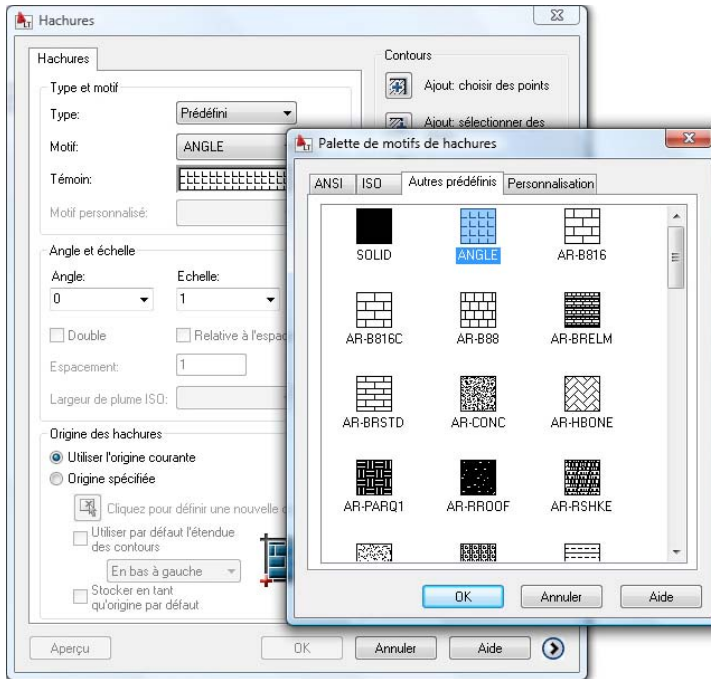 Hachures
Hachures
Type et motif
Type:
Prédéfini
Motif:
ANGLE
Témoin:
Motif personnalisé:
Angle et échelle
Angle:
Echelle:
0
1
Double
Relative à l'espac
Espacement:
1
Largeur de plume ISO:
Origine des hachures
Utiliser l'origine courante
Origine spécifiée
Cliquez pour définir une nouvelle
Utiliser par défaut l'étendue
des contours
En bas à gauche
Stocker en tant
qu'origine par défaut
Aperçu
OK
Annuler
Aide
Contours
Ajout: choisir des points
Ajout: sélectionner des
Palette de motifs de hachures
ANSI
ISO
Autres prédéfinis
Personnalisation
SOLID
ANGLE
AR-B816
AR-B816C
AR-B88
AR-BRELM
AR-BRSTD
AR-CONC
AR-HBONE
AR-PARQ1
AR-RROOF
AR-RSHKE
OK
Annuler
Aide